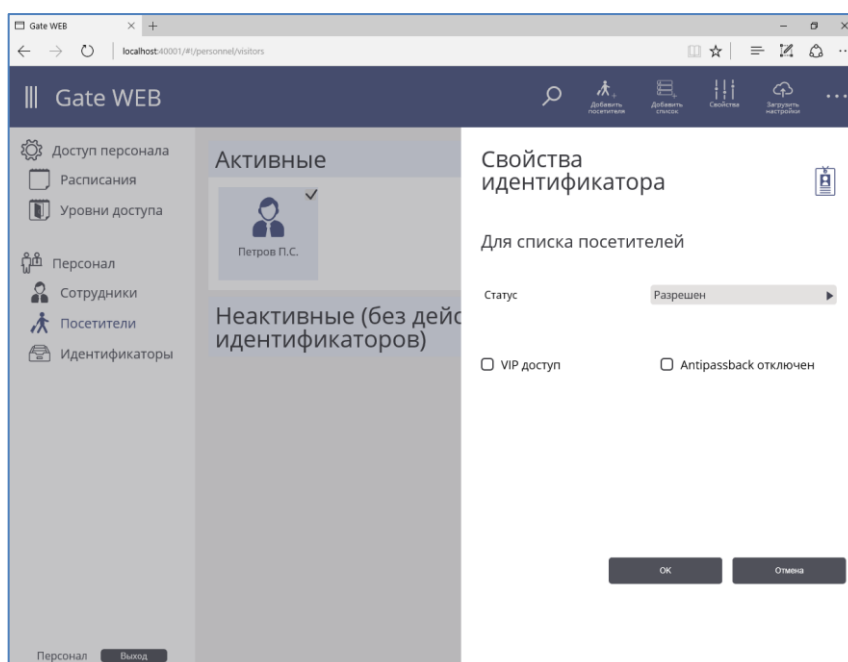 Gate WEB
localhost:40001/#!/personnel/visitors
Gate WEB
Добавить
посетителя
Добавить
список
Свойства
Загрузить
настройки
Доступ персонала
Расписания
Уровни доступа
Персонал
Сотрудники
Посетители
Идентификаторы
Персонал
Выход
Активные
Петров П.С.
Неактивные (без дейс
идентификаторов)
Свойства
идентификатора
Для списка посетителей
Статус
Разрешен
VIP доступ
Antipassback отключен
OK
Отмена